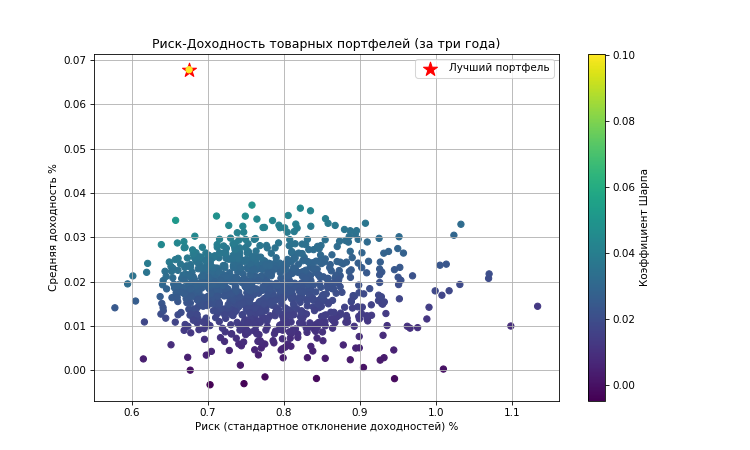 Риск-Доходность товарных портфелей (за три года)
Лучший портфель
Средняя доходность %
0.07
0.06
0.05
0.04
0.03
0.02
0.01
0.00
0.6 0.7 0.8 0.9 1.0 1.1
Риск (стандартное отклонение доходностей) %
0.10
0.08
0.06
0.04
0.02
0.00
Коэффициент Шарпа